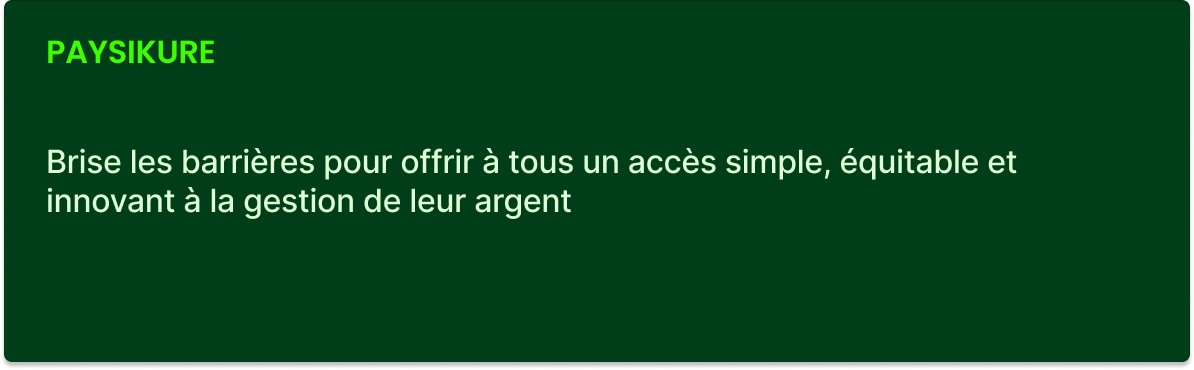 PAYSIKURE
Brise les barrières pour offrir à tous un accès simple, équitable et
innovant à la gestion de leur argent